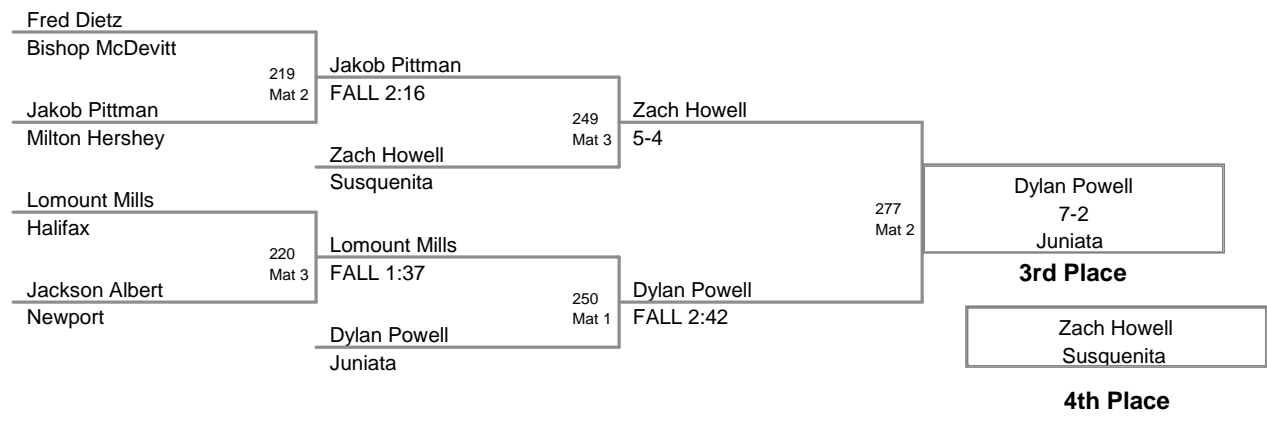 Fred Dietz
Bishop McDevitt
219
Mat 2
Jakob Pittman
Milton Hershey
Jakob Pittman
FALL 2:16
249
Mat 3
Zach Howell
Susquenita
Zach Howell
5-4
Lomount Mills
Halifax
220
Mat 3
Jackson Albert
Newport
Lomount Mills
FALL 1:37
250
Mat 1
Dylan Powell
Juniata
Dylan Powell
FALL 2:42
277
Mat 2
Dylan Powell
7-2
Juniata
3rd Place
Zach Howell
Susquenita
4th Place